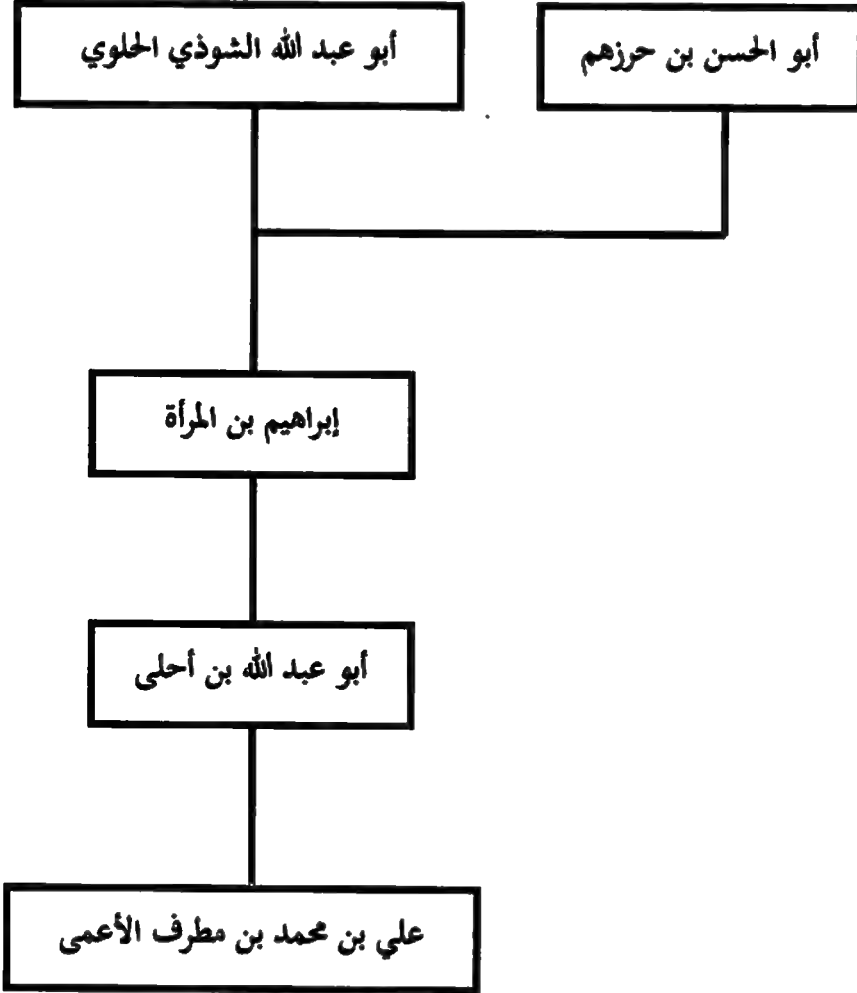 أبو الحسن بن حرزهم
أبو عبد الله الشوذي الحلوي
إبراهيم بن المرأة
أبو عبد الله بن أحلى
علي بن محمد بن مطرف الأعمى